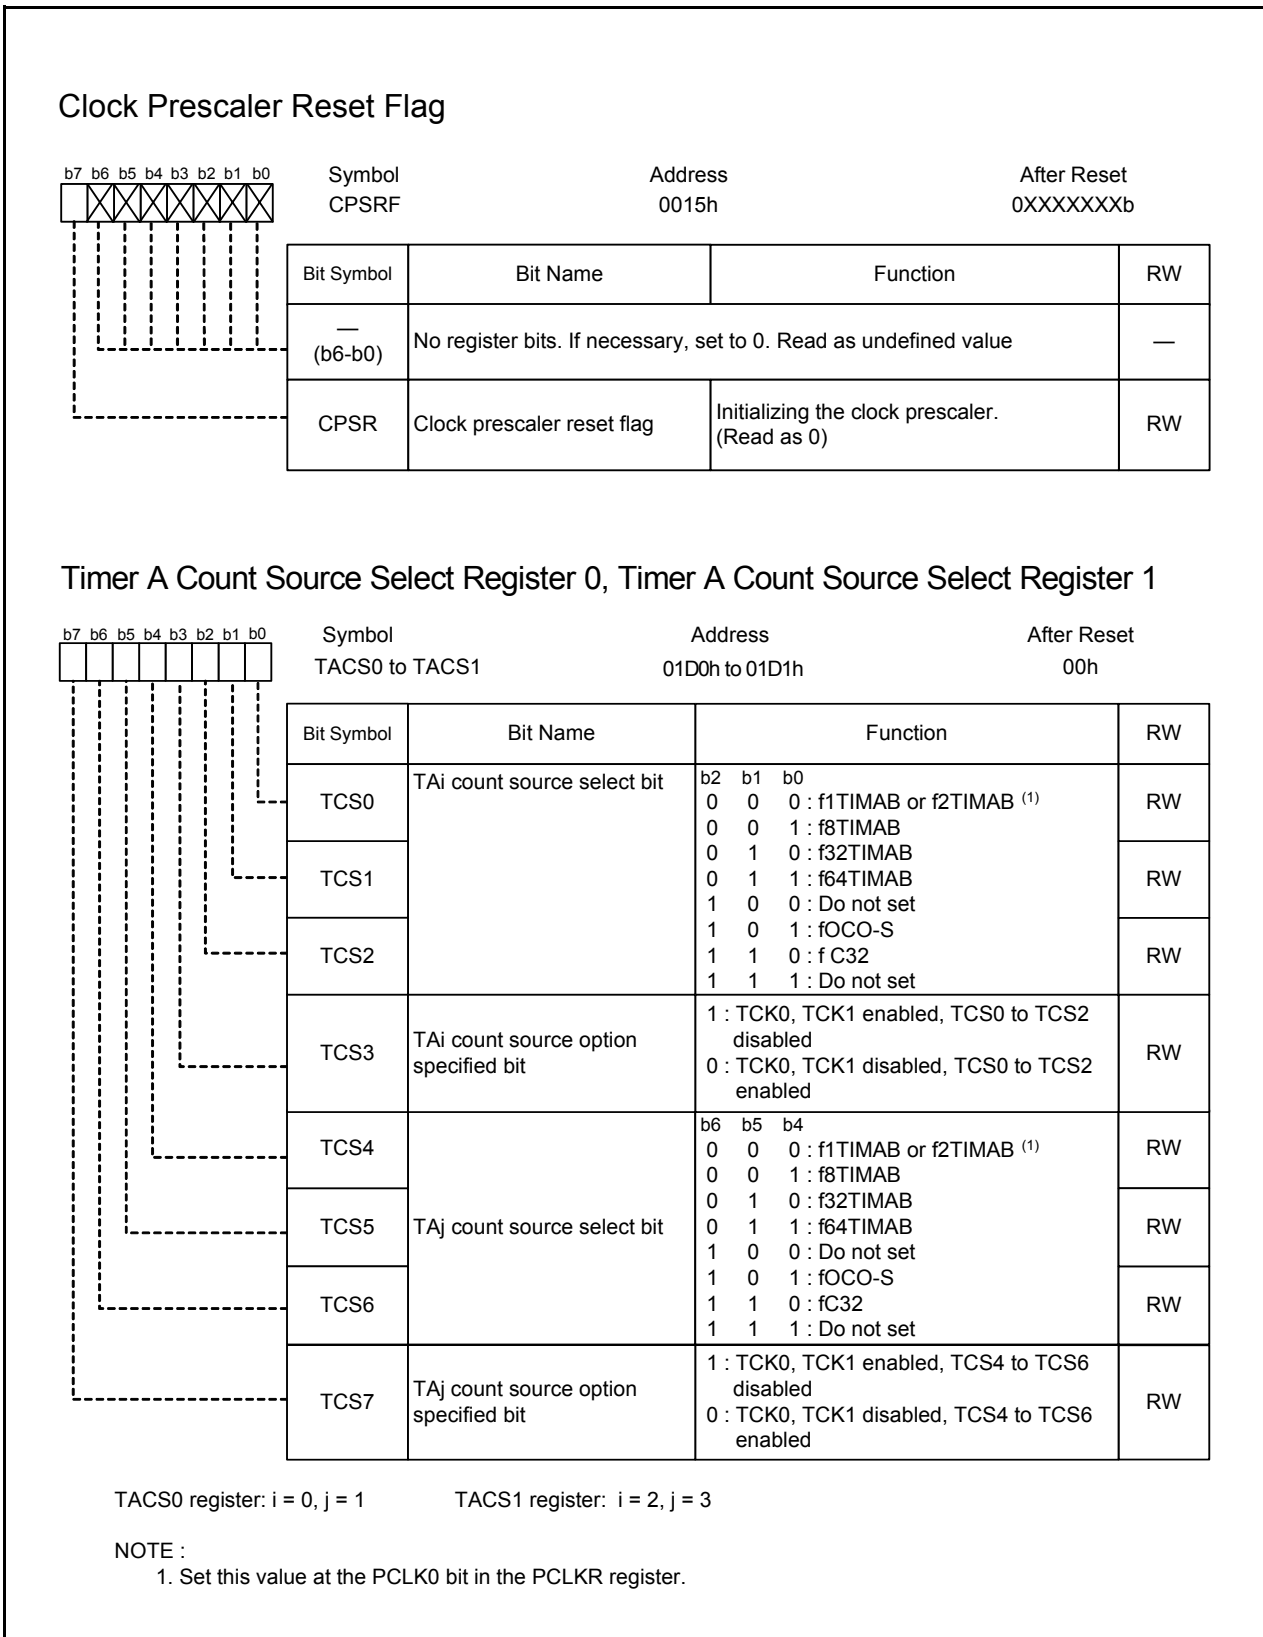 Clock Prescaler Reset Flag
b7 b6 b5 b4 b3 b2 b1 b0
Symbol Address After Reset
CPSRF 0015h 0XXXXXXXb
Bit Symbol Bit Name Function RW
— (b6-b0) No register bits. If necessary, set to 0. Read as undefined value —
CPSR Clock prescaler reset flag Initializing the clock prescaler.
(Read as 0) RW
Timer A Count Source Select Register 0, Timer A Count Source Select Register 1
b7 b6 b5 b4 b3 b2 b1 b0
Symbol Address After Reset
TACS0 to TACS1 01D0h to 01D1h 00h
Bit Symbol Bit Name Function RW
TCS0 RW
TCS1 RW
TCS2 RW
TAi count source select bit
b2 b1 b0
0 0 0 : f1TIMAB or f2TIMAB (1)
0 0 1 : f8TIMAB
0 1 0 : f32TIMAB
0 1 1 : f64TIMAB
1 0 0 : Do not set
1 0 1 : fOCO-S
1 1 0 : f C32
1 1 1 : Do not set
TCS3 RW
TAi count source option
specified bit
1 : TCK0, TCK1 enabled, TCS0 to TCS2
disabled
0 : TCK0, TCK1 disabled, TCS0 to TCS2
enabled
TCS4 RW
TCS5 RW
TCS6 RW
TAj count source select bit
b6 b5 b4
0 0 0 : f1TIMAB or f2TIMAB (1)
0 0 1 : f8TIMAB
0 1 0 : f32TIMAB
0 1 1 : f64TIMAB
1 0 0 : Do not set
1 0 1 : fOCO-S
1 1 0 : fC32
1 1 1 : Do not set
TCS7 RW
TAj count source option
specified bit
1 : TCK0, TCK1 enabled, TCS4 to TCS6
disabled
0 : TCK0, TCK1 disabled, TCS4 to TCS6
enabled
TACS0 register: i = 0, j = 1 TACS1 register: i = 2, j = 3
NOTE :
1. Set this value at the PCLK0 bit in the PCLKR register.